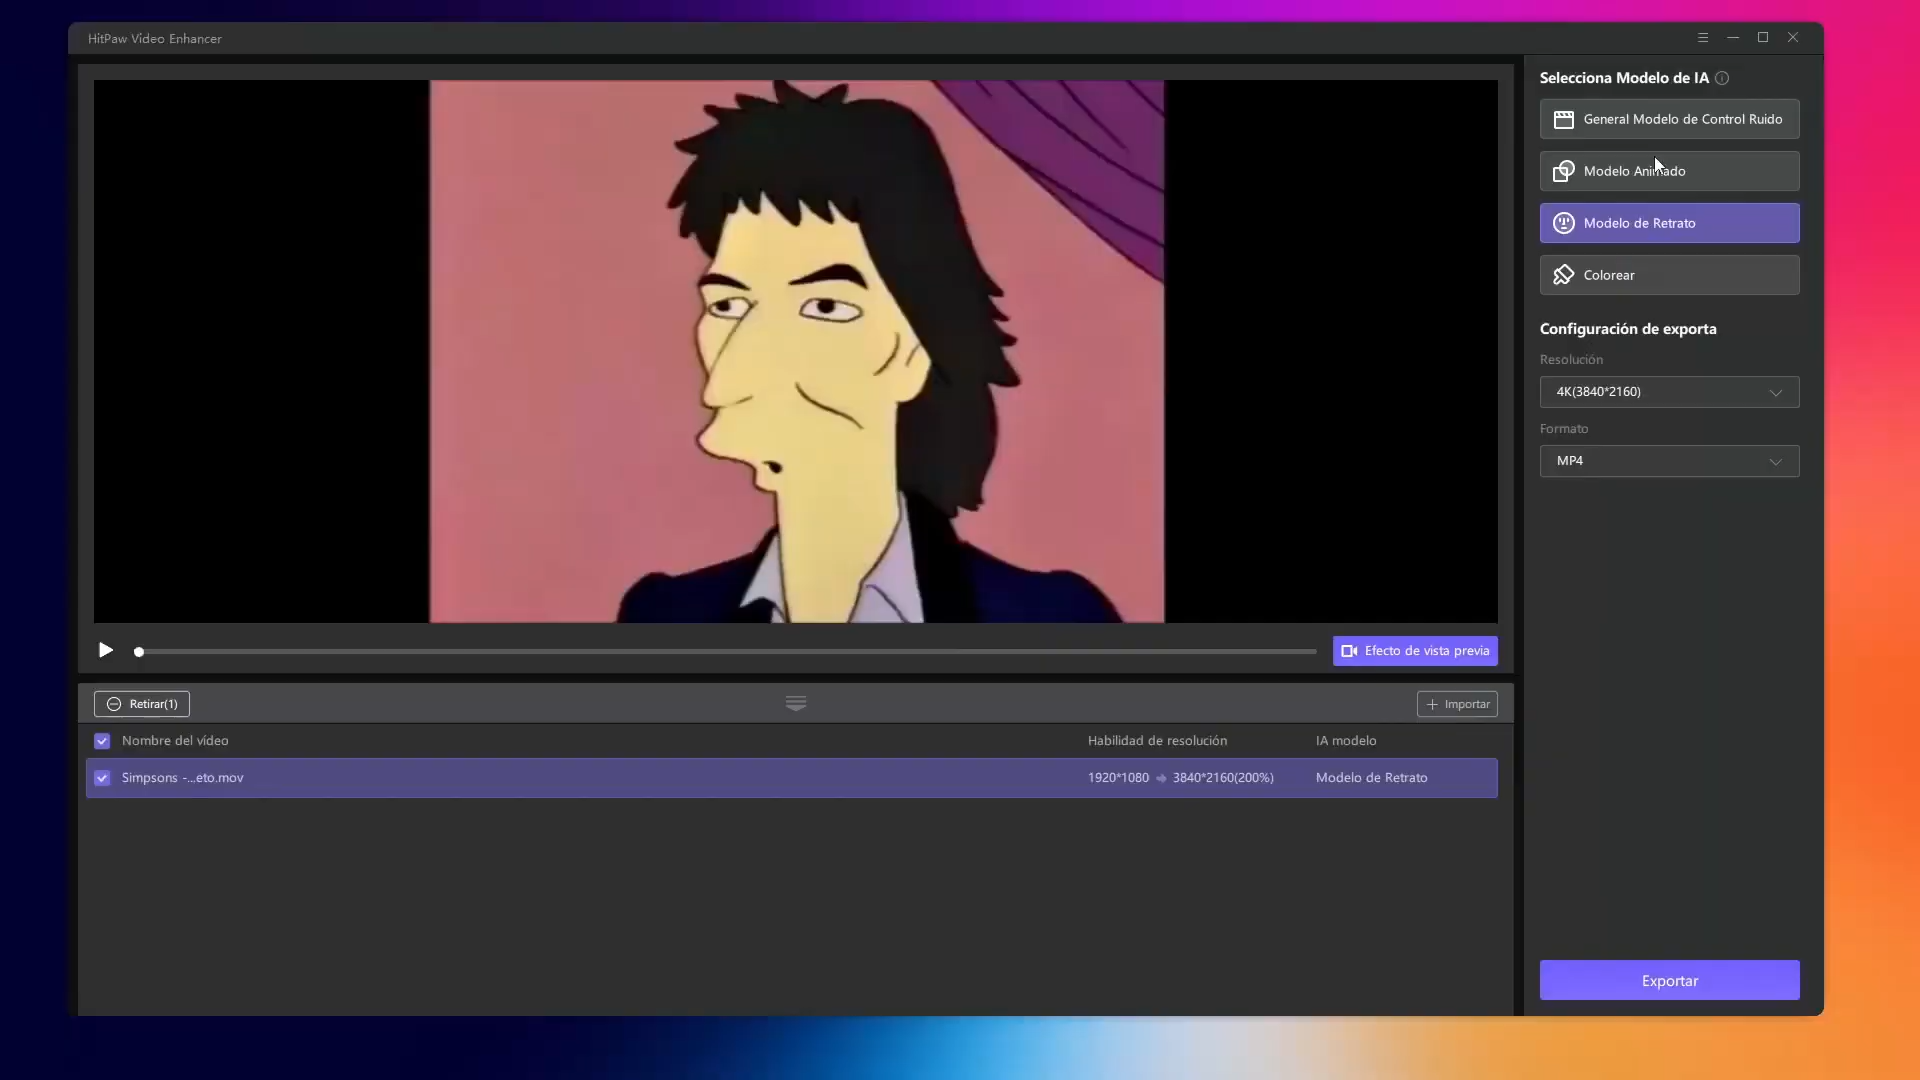 HitPaw Video Enhancer
Selecciona Modelo de IA
General Modelo de Control Ruido
Modelo Animado
Modelo de Retrato
Colorear
Configuración de exporta
Resolución
4K(3840*2160)
Formato
MP4
Efecto de vista previa
Retirar(1)
Importar
Nombre del vídeo
Habilidad de resolución
IA modelo
Simpsons -...eto.mov
1920*1080
3840*2160(200%)
Modelo de Retrato
Exportar